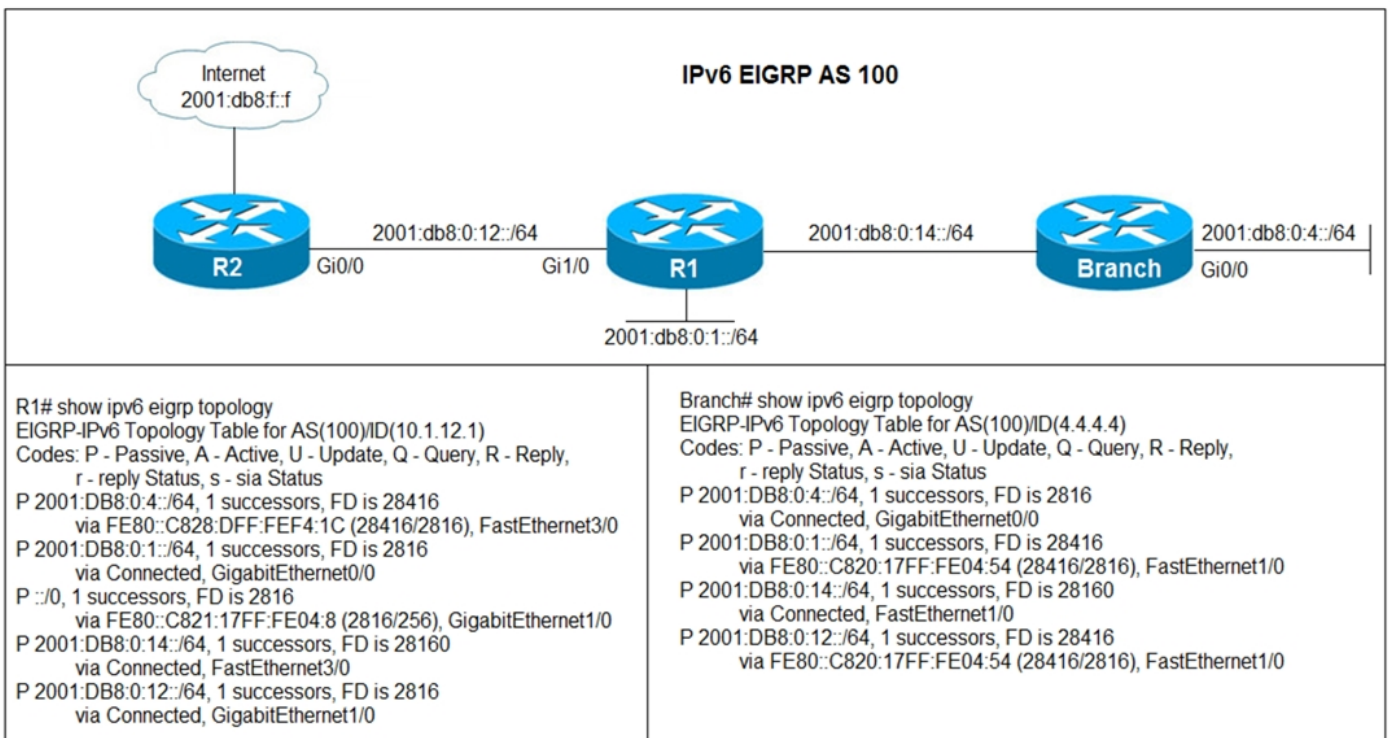 Internet
2001:db8:f::f
IPv6 EIGRP AS 100
2001:db8:0:12::/64
2001:db8:0:14::/64
2001:db8:0:4::/64
R2
Gi0/0
Gi1/0
R1
Branch
Gi0/0
2001:db8:0:1::/64
R1# show ipv6 eigrp topology
EIGRP-IPv6 Topology Table for AS(100)/ID(10.1.12.1)
Codes: P - Passive, A - Active, U - Update, Q - Query, R - Reply,
r - reply Status, s - sia Status
P 2001:DB8:0:4::/64, 1 successors, FD is 28416
via FE80::C828:DFF:FEF4:1C (28416/2816), FastEthernet3/0
P 2001:DB8:0:1::/64, 1 successors, FD is 2816
via Connected, GigabitEthernet0/0
P ::/0, 1 successors, FD is 2816
via FE80::C821:17FF:FE04:8 (2816/256), GigabitEthernet1/0
P 2001:DB8:0:14::/64, 1 successors, FD is 28160
via Connected, FastEthernet3/0
P 2001:DB8:0:12::/64, 1 successors, FD is 2816
via Connected, GigabitEthernet1/0
Branch# show ipv6 eigrp topology
EIGRP-IPv6 Topology Table for AS(100)/ID(4.4.4.4)
Codes: P - Passive, A - Active, U - Update, Q - Query, R - Reply,
r - reply Status, s - sia Status
P 2001:DB8:0:4::/64, 1 successors, FD is 2816
via Connected, GigabitEthernet0/0
P 2001:DB8:0:1::/64, 1 successors, FD is 28416
via FE80::C820:17FF:FE04:54 (28416/2816), FastEthernet1/0
P 2001:DB8:0:14::/64, 1 successors, FD is 28160
via Connected, FastEthernet1/0
P 2001:DB8:0:12::/64, 1 successors, FD is 28416
via FE80::C820:17FF:FE04:54 (28416/2816), FastEthernet1/0